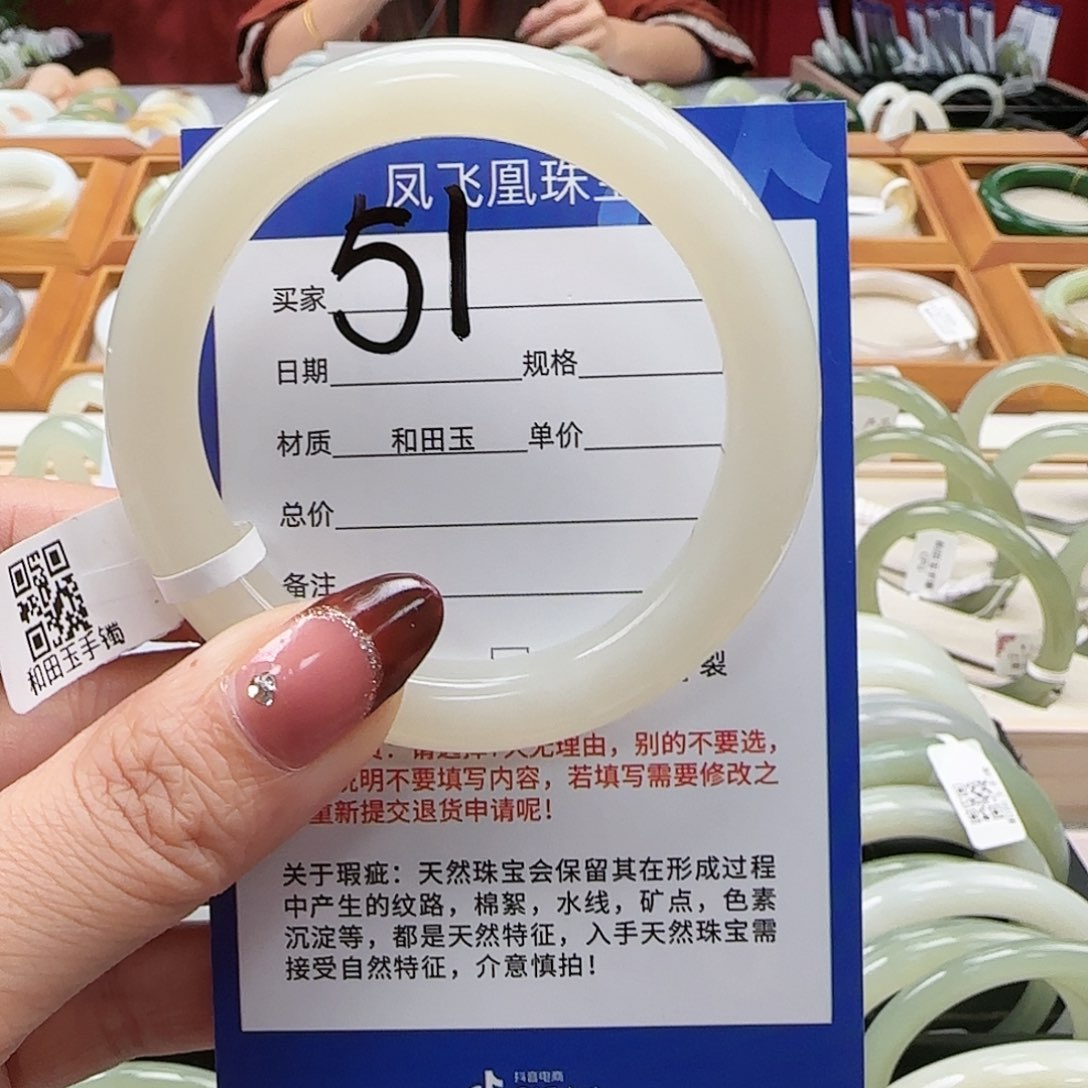 凤飞凰珠宝
51
买家
日期 规格
材质 和田玉 单价
总价
备注
裂
和田玉手镯
理由，别的不要选，
说明不要填写内容，若填写需要修改之
重新提交退货申请呢！
关于瑕疵：天然珠宝会保留其在形成过程
中产生的纹路，棉絮，水线，矿点，色素
沉淀等，都是天然特征，入手天然珠宝需
接受自然特征，介意慎拍！
抖音电商